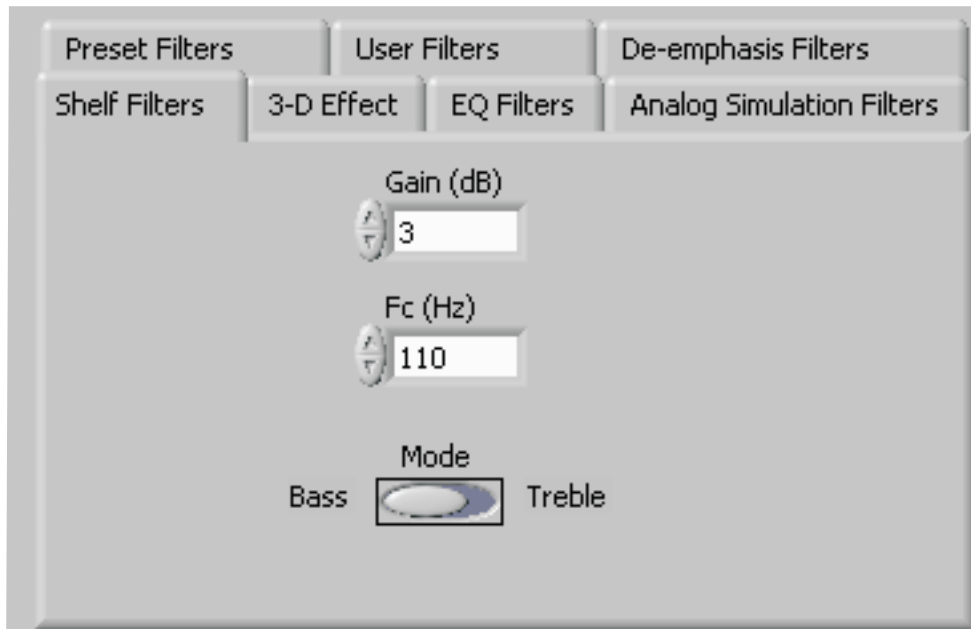 Preset Filters User Filters De-emphasis Filters
Shelf Filters 3-D Effect EQ Filters Analog Simulation Filters
Gain (dB)
3
Fc (Hz)
110
Mode
Bass Treble